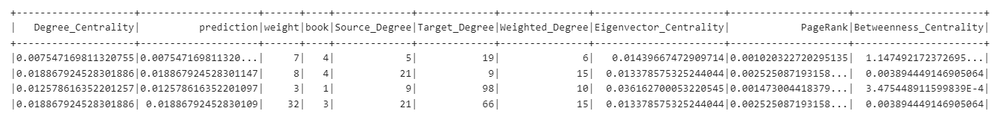 +--------------------+--------------------+------+----+-------------+-------------+---------------+----------------------+--------------------+----------------------+
|   Degree_Centrality|          prediction|weight|book|Source_Degree|Target_Degree|Weighted_Degree|Eigenvector_Centrality|            PageRank|Betweenness_Centrality|
+--------------------+--------------------+------+----+-------------+-------------+---------------+----------------------+--------------------+----------------------+
|0.007547169811320755|0.007547169811320...|     7|   4|            5|           19|              6|   0.01439667472909714|0.001020322720295135|  1.147492172372695...|
|0.018867924528301886|0.018867924528301147|     8|   4|           21|            9|             15|  0.013378575325244044|0.002525087193158...|  0.003894449146905064|
|0.012578616352201257|0.012578616352201097|     3|   1|            9|           98|             10|  0.036162700053220545|0.001473004418379...|  3.475448911599839E-4|
|0.018867924528301886| 0.01886792452830109|    32|   3|           21|           66|             15|  0.013378575325244044|0.002525087193158...|  0.003894449146905064|